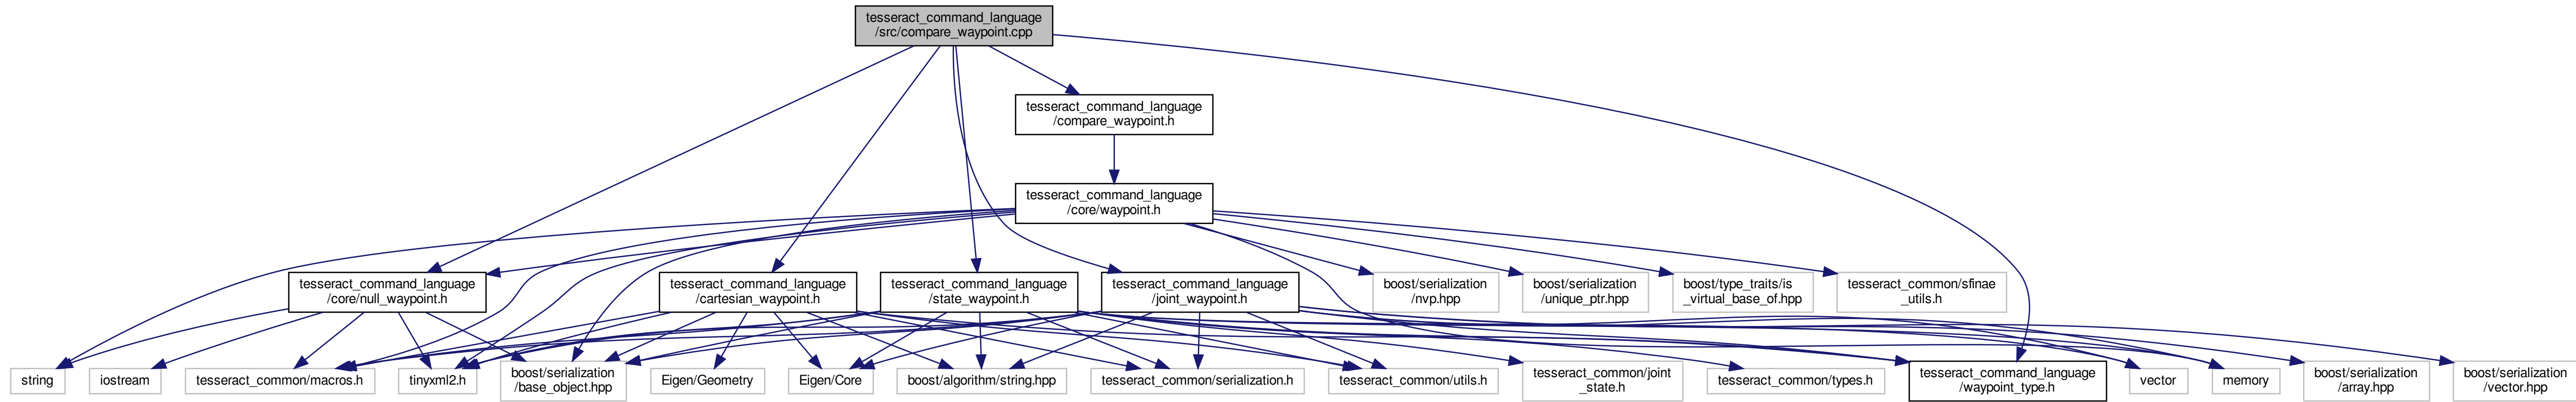 tesseract_command_language
/src/compare_waypoint.cpp
tesseract_command_language
/compare_waypoint.h
tesseract_command_language
/core/waypoint.h
tesseract_command_language
/core/null_waypoint.h
tesseract_command_language
/cartesian_waypoint.h
tesseract_command_language
/state_waypoint.h
tesseract_command_language
/joint_waypoint.h
boost/serialization
/nvp.hpp
boost/serialization
/unique_ptr.hpp
boost/type_traits/is
_virtual_base_of.hpp
tesseract_common/sfinae
_utils.h
string
iostream
tesseract_common/macros.h
tinyxml2.h
boost/serialization
/base_object.hpp
Eigen/Geometry
Eigen/Core
boost/algorithm/string.hpp
tesseract_common/serialization.h
tesseract_common/utils.h
tesseract_common/joint
_state.h
tesseract_common/types.h
tesseract_command_language
/waypoint_type.h
vector
memory
boost/serialization
/array.hpp
boost/serialization
/vector.hpp